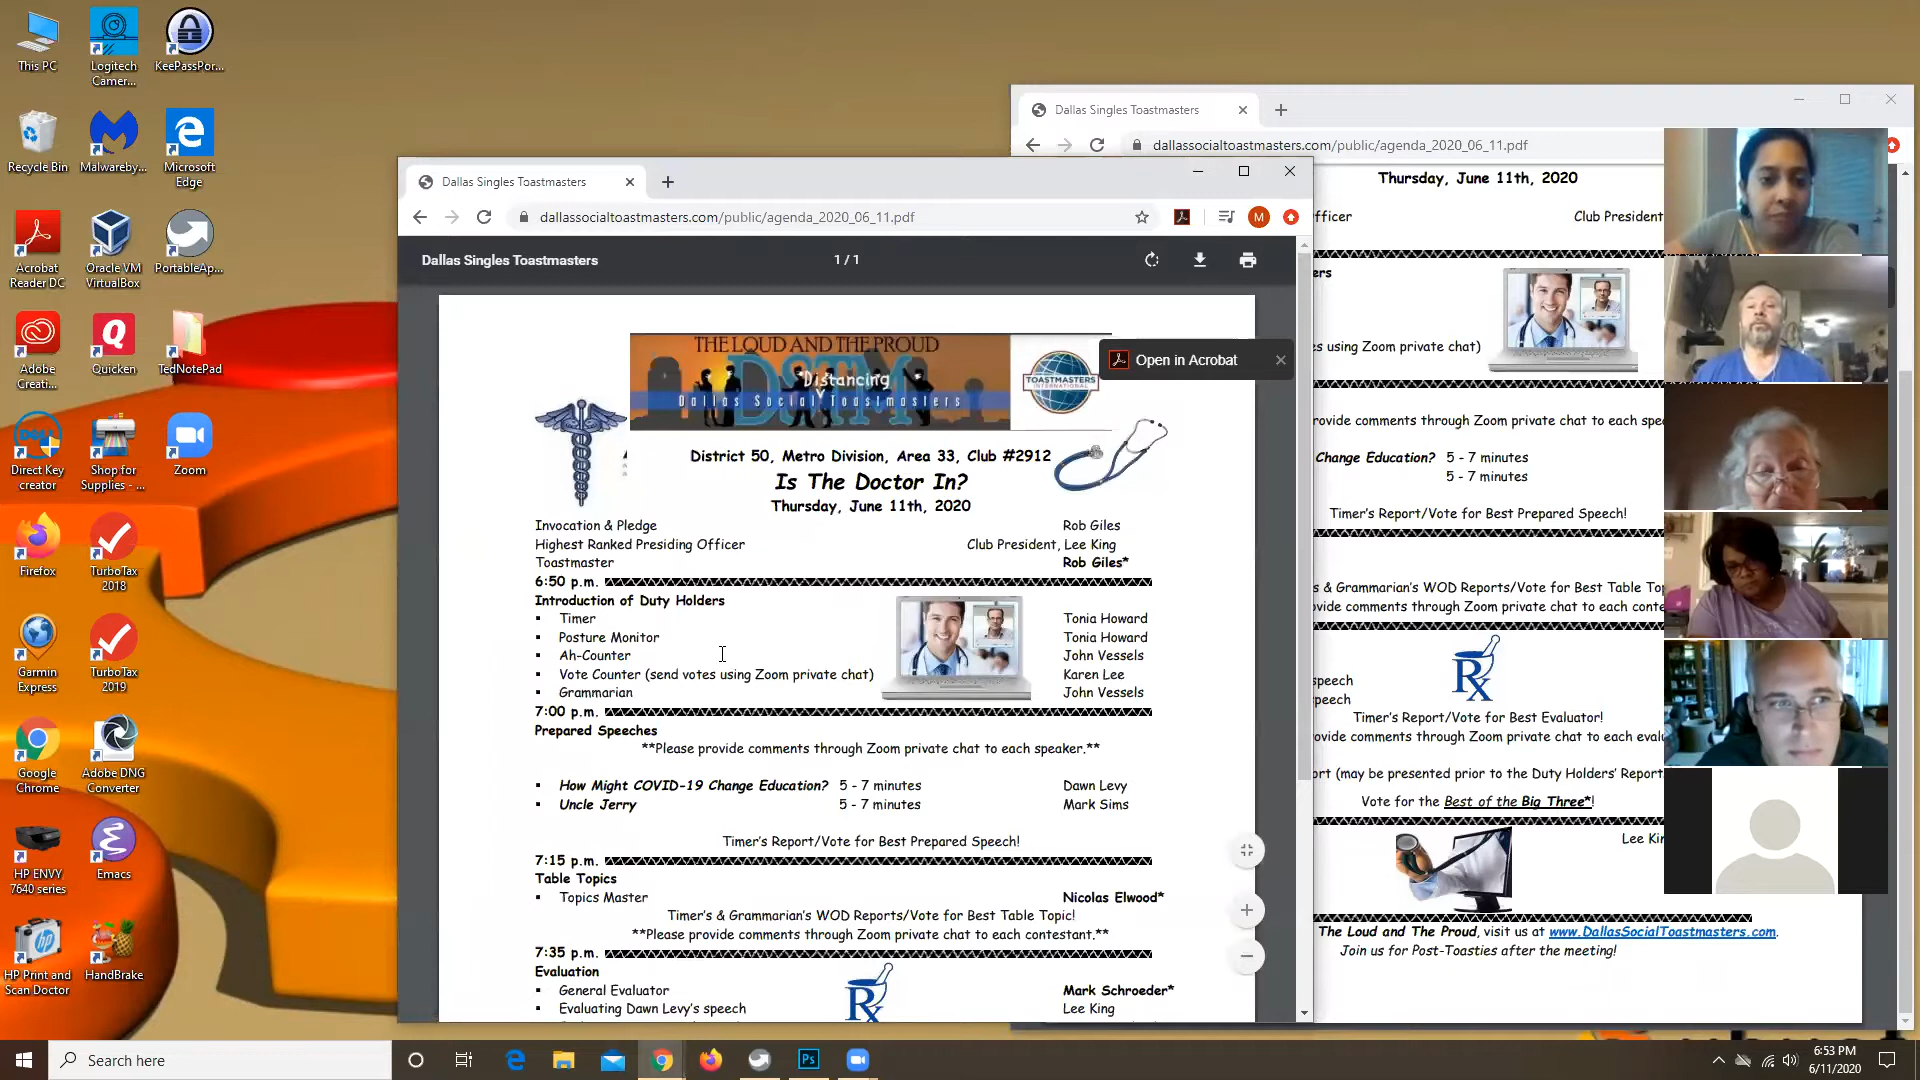 This PC
Logitech
Camer...
KeePassPor...
Recycle Bin
Malwareby...
Microsoft
Edge
Acrobat
Reader DC
Oracle VM
VirtualBox
PortableAp...
Adobe
Creati...
Quicken
TedNotePad
DELL
Direct Key
creator
Shop for
Supplies - ...
Zoom
Firefox
TurboTax
2018
Garmin
Express
TurboTax
2019
Google
Chrome
Adobe DNG
Converter
HP ENVY
7640 series
Emacs
HP Print and
Scan Doctor
HandBrake
Dallas Singles Toastmasters
dallassocialtoastmasters.com/public/agenda_2020_06_11.pdf
M
Dallas Singles Toastmasters
1 / 1
Open in Acrobat
THE LOUD AND THE PROUD
DSTM
*Distancing
Dallas Social Toastmasters
TOASTMASTERS
INTERNATIONAL
District 50, Metro Division, Area 33, Club #2912
Is The Doctor In?
Thursday, June 11th, 2020
Invocation & Pledge Rob Giles
Highest Ranked Presiding Officer Club President, Lee King
Toastmaster Rob Giles*
6:50 p.m.
Introduction of Duty Holders
▪ Timer Tonia Howard
▪ Posture Monitor Tonia Howard
▪ Ah-Counter John Vessels
▪ Vote Counter (send votes using Zoom private chat) Karen Lee
▪ Grammarian John Vessels
7:00 p.m.
Prepared Speeches
**Please provide comments through Zoom private chat to each speaker.**
▪ How Might COVID-19 Change Education? 5 - 7 minutes Dawn Levy
▪ Uncle Jerry 5 - 7 minutes Mark Sims
Timer's Report/Vote for Best Prepared Speech!
7:15 p.m.
Table Topics
▪ Topics Master Nicolas Elwood*
Timer's & Grammarian's WOD Reports/Vote for Best Table Topic!
**Please provide comments through Zoom private chat to each contestant.**
7:35 p.m.
Evaluation
▪ General Evaluator Mark Schroeder*
▪ Evaluating Dawn Levy's speech Lee King
Rx
Dallas Singles Toastmasters
dallassocialtoastmasters.com/public/agenda_2020_06_11.pdf
Thursday, June 11th, 2020
fficer Club President
ers
s using Zoom private chat)
rovide comments through Zoom private chat to each spe
Change Education? 5 - 7 minutes
5 - 7 minutes
Timer's Report/Vote for Best Prepared Speech!
s & Grammarian's WOD Reports/Vote for Best Table Top
vide comments through Zoom private chat to each conte
Rx
speech
peech
Timer's Report/Vote for Best Evaluator!
ovide comments through Zoom private chat to each evalu
ort (may be presented prior to the Duty Holders' Report
Vote for the Best of the Big Three*!
Lee Kin
The Loud and The Proud, visit us at www.DallasSocialToastmasters.com.
Join us for Post-Toasties after the meeting!
Search here
Ps
6:53 PM
6/11/2020